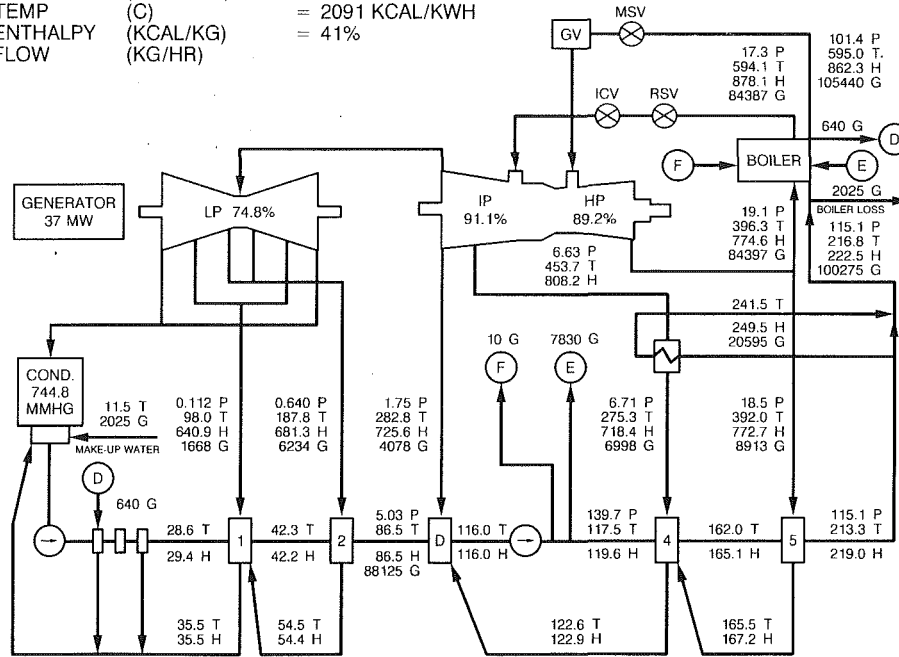 TEMP (C) = 2091 KCAL/KWH
ENTHALPY (KCAL/KG) = 41%
FLOW (KG/HR)
GV
MSV
17.3 P
594.1 T
878.1 H
84387 G
101.4 P
595.0 T.
862.3 H
105440 G
ICV
RSV
640 G
D
BOILER
F
E
2025 G
BOILER LOSS
GENERATOR
37 MW
LP 74.8%
IP
91.1%
HP
89.2%
19.1 P
396.3 T
774.6 H
84397 G
115.1 P
216.8 T
222.5 H
100275 G
6.63 P
453.7 T
808.2 H
241.5 T
249.5 H
20595 G
10 G
F
7830 G
E
COND.
744.8
MMHG
11.5 T
2025 G
MAKE-UP WATER
0.112 P
98.0 T
640.9 H
1668 G
0.640 P
187.8 T
681.3 H
6234 G
1.75 P
282.8 T
725.6 H
4078 G
6.71 P
275.3 T
718.4 H
6998 G
18.5 P
392.0 T
772.7 H
8913 G
D
640 G
28.6 T
29.4 H
1
42.3 T
42.2 H
2
5.03 P
86.5 T
86.5 H
88125 G
D
116.0 T
116.0 H
139.7 P
117.5 T
119.6 H
4
162.0 T
165.1 H
5
115.1 P
213.3 T
219.0 H
35.5 T
35.5 H
54.5 T
54.4 H
122.6 T
122.9 H
165.5 T
167.2 H